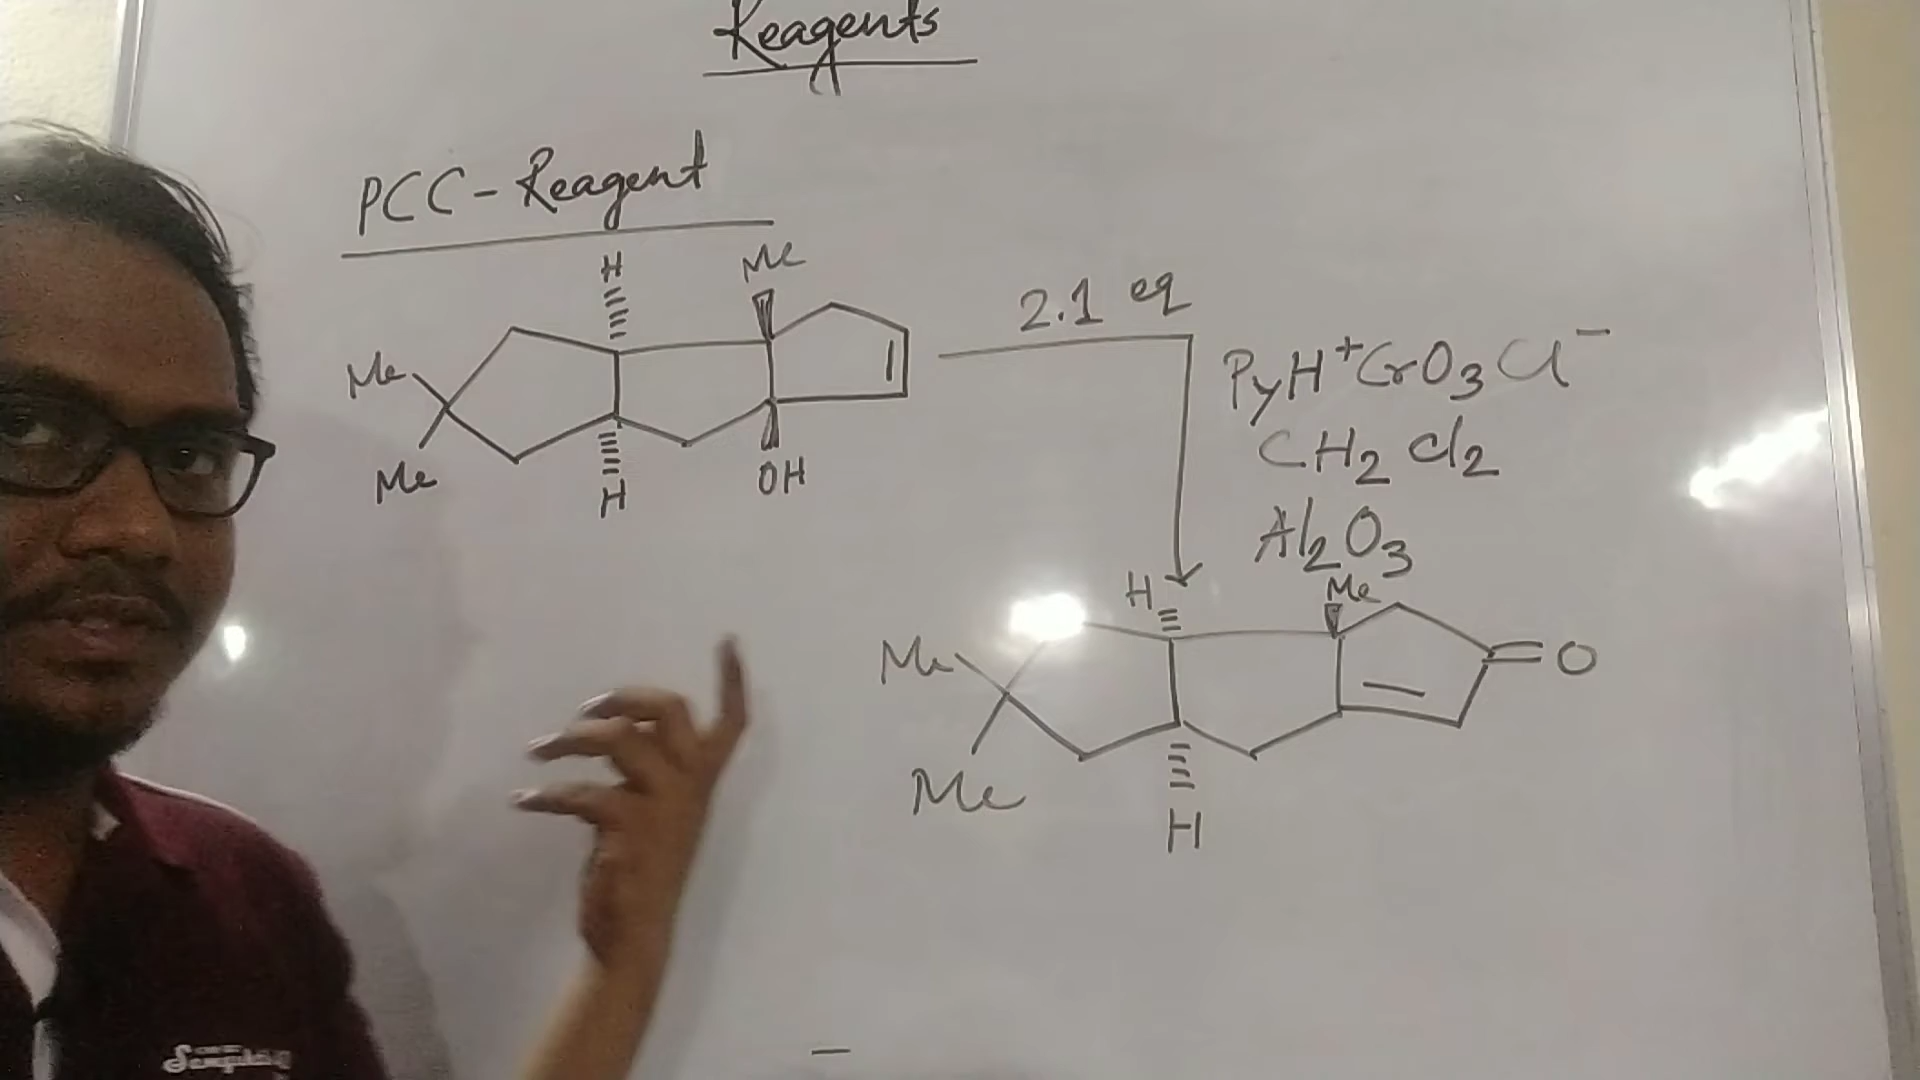 Reagents
PCC-Reagent
H
Me
Me
Me
H
OH
2.1 eq
PyH⁺CrO₃Cl⁻
CH₂Cl₂
Al₂O₃
H
Me
Me
O
Me
H